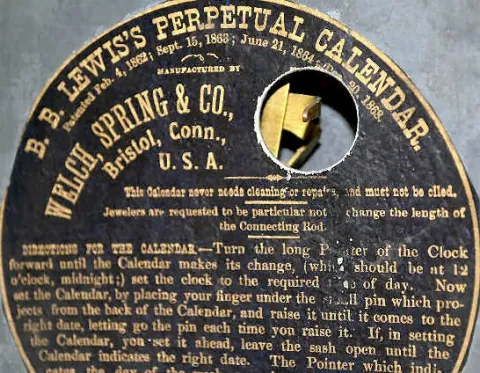 B. B. LEWIS'S PERPETUAL CALENDAR.
Patented Feb. 4, 1862; Sept. 15, 1863; June 21, 1864; 20, 1868.
MANUFACTURED BY
WELCH, SPRING & CO.,
Bristol, Conn.,
U. S. A.
This Calendar never needs cleaning or repairs, and must not be oiled.
Jewelers are requested to be particular not change the length of
the Connecting Rod.
DIRECTIONS FOR THE CALENDAR.—Turn the long Pointer of the Clock
forward until the Calendar makes its change, (which should be at 12
o'clock, midnight;) set the clock to the required of day. Now
set the Calendar, by placing your finger under the small pin which pro-
jects from the back of the Calendar, and raise it until it comes to the
right date, letting go the pin each time you raise it. If, in setting
the Calendar, you set it ahead, leave the sash open until the
Calendar indicates the right date. The Pointer which indi-
cates the day of the